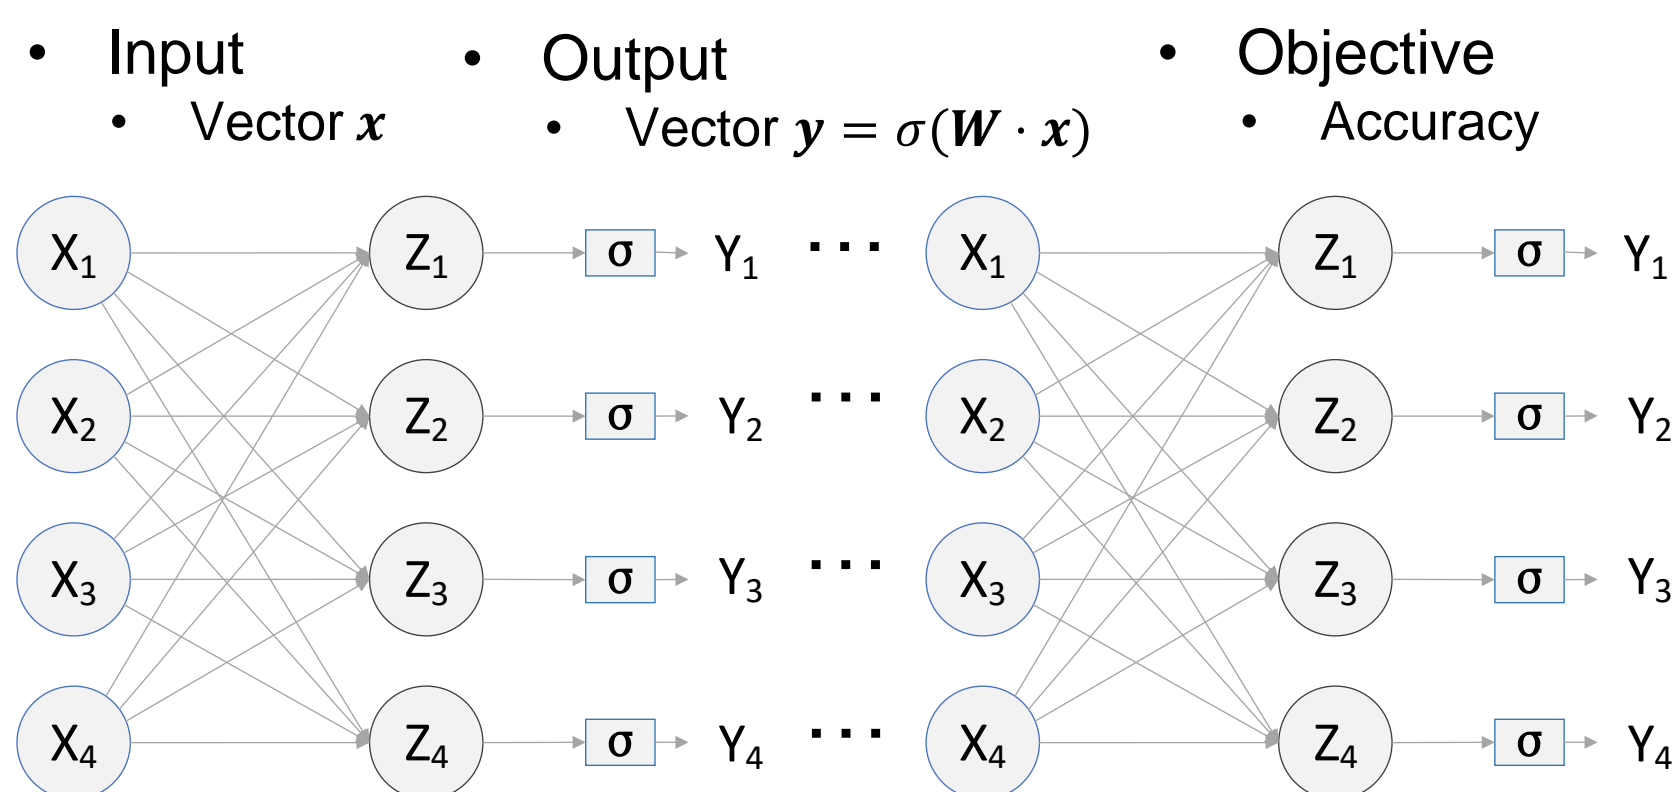 • Input • Output • Objective
• Vector 𝒙 • Vector 𝒚 = 𝜎(𝑾 · 𝒙) • Accuracy
X₁ Z₁ σ Y₁ ... X₁ Z₁ σ Y₁
X₂ Z₂ σ Y₂ ... X₂ Z₂ σ Y₂
X₃ Z₃ σ Y₃ ... X₃ Z₃ σ Y₃
X₄ Z₄ σ Y₄ ... X₄ Z₄ σ Y₄